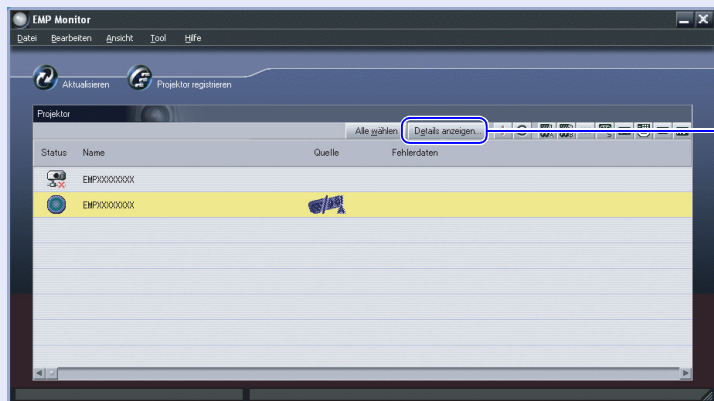 EMP Monitor
Datei Bearbeiten Ansicht Tool Hilfe
Aktualisieren Projektor registrieren
Projektor
Alle wählen Details anzeigen...
Status Name Quelle Fehlerdaten
EMPXXXXXXXX
EMPXXXXXXXX